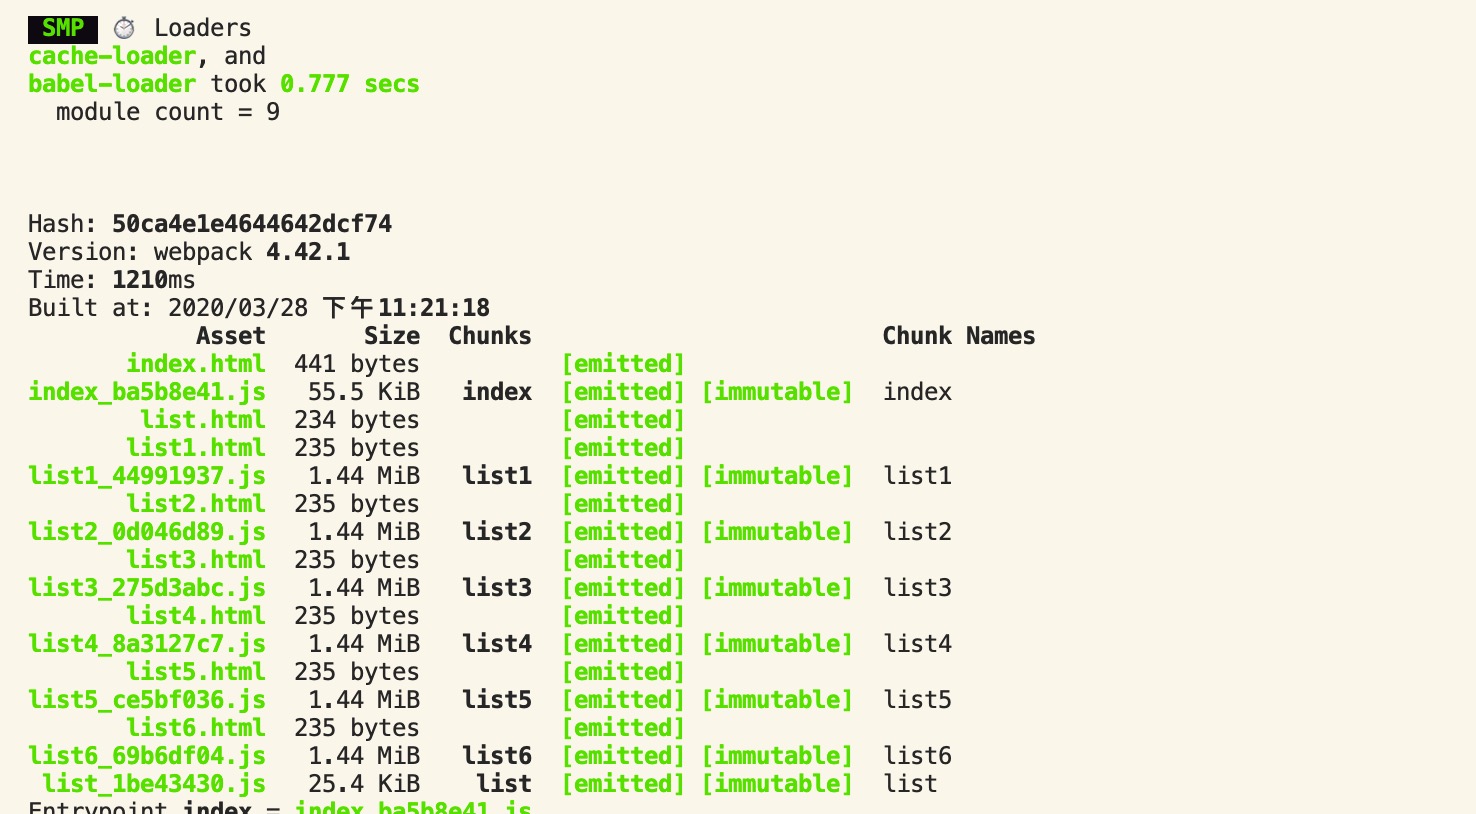 SMP ⏱ Loaders
cache-loader, and
babel-loader took 0.777 secs
  module count = 9
Hash: 50ca4e1e4644642dcf74
Version: webpack 4.42.1
Time: 1210ms
Built at: 2020/03/28 下午11:21:18
Asset Size Chunks Chunk Names
index.html 441 bytes [emitted]
index_ba5b8e41.js 55.5 KiB index [emitted] [immutable] index
list.html 234 bytes [emitted]
list1.html 235 bytes [emitted]
list1_44991937.js 1.44 MiB list1 [emitted] [immutable] list1
list2.html 235 bytes [emitted]
list2_0d046d89.js 1.44 MiB list2 [emitted] [immutable] list2
list3.html 235 bytes [emitted]
list3_275d3abc.js 1.44 MiB list3 [emitted] [immutable] list3
list4.html 235 bytes [emitted]
list4_8a3127c7.js 1.44 MiB list4 [emitted] [immutable] list4
list5.html 235 bytes [emitted]
list5_ce5bf036.js 1.44 MiB list5 [emitted] [immutable] list5
list6.html 235 bytes [emitted]
list6_69b6df04.js 1.44 MiB list6 [emitted] [immutable] list6
list_1be43430.js 25.4 KiB list [emitted] [immutable] list
Entrypoint index = index_ba5b8e41.js